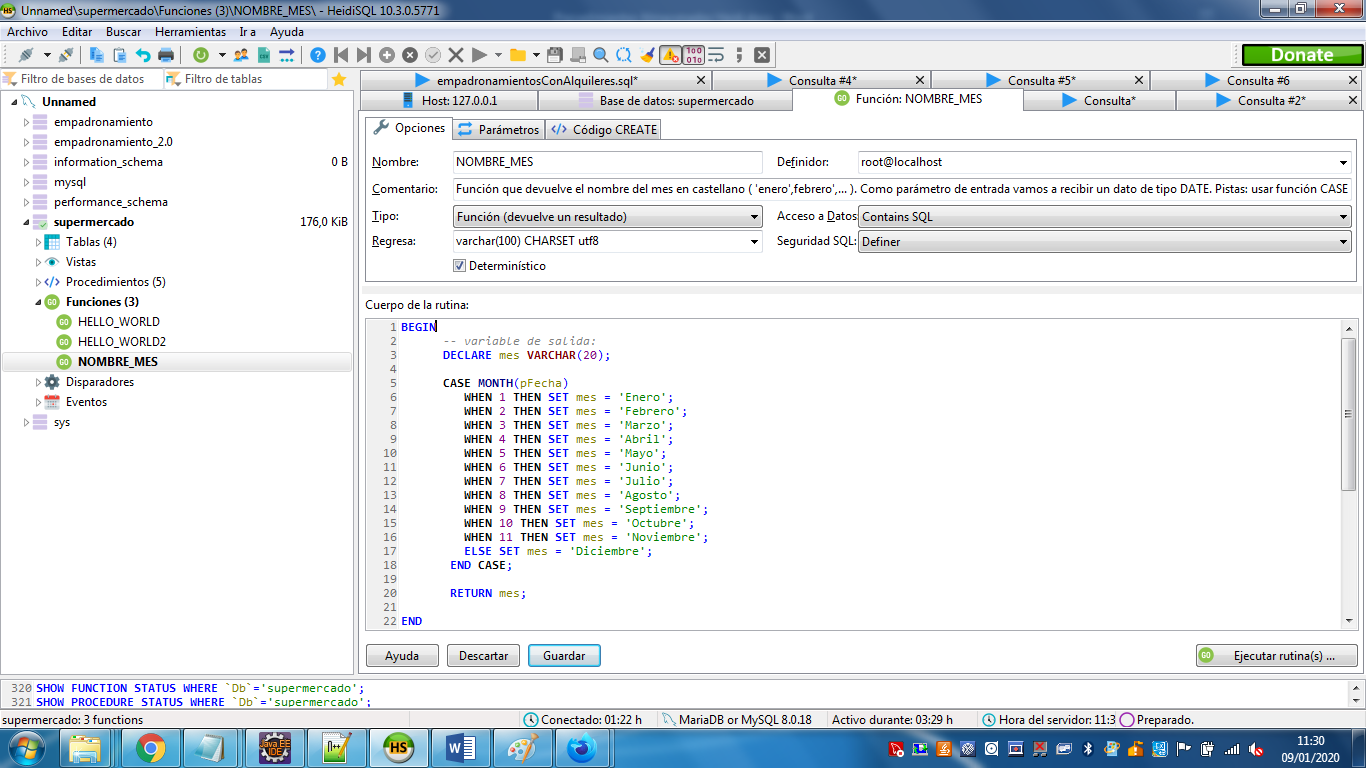 Unnamed\supermercado\Funciones (3)\NOMBRE_MES\ - HeidiSQL 10.3.0.5771
Archivo Editar Buscar Herramientas Ir a Ayuda
Donate
Filtro de bases de datos Filtro de tablas
Unnamed
empadronamiento
empadronamiento_2.0
information_schema 0 B
mysql
performance_schema
supermercado 176,0 KiB
Tablas (4)
Vistas
Procedimientos (5)
Funciones (3)
HELLO_WORLD
HELLO_WORLD2
NOMBRE_MES
Disparadores
Eventos
sys
empadronamientosConAlquileres.sql* Consulta #4* Consulta #5* Consulta #6
Host: 127.0.0.1 Base de datos: supermercado Función: NOMBRE_MES Consulta* Consulta #2*
Opciones Parámetros Código CREATE
Nombre: NOMBRE_MES Definidor: root@localhost
Comentario: Función que devuelve el nombre del mes en castellano ( 'enero',febrero',... ). Como parámetro de entrada vamos a recibir un dato de tipo DATE. Pistas: usar función CASE
Tipo: Función (devuelve un resultado) Acceso a Datos Contains SQL
Regresa: varchar(100) CHARSET utf8 Seguridad SQL: Definer
Determinístico
Cuerpo de la rutina:
1 BEGIN
2 -- variable de salida:
3 DECLARE mes VARCHAR(20);
4
5 CASE MONTH(pFecha)
6 WHEN 1 THEN SET mes = 'Enero';
7 WHEN 2 THEN SET mes = 'Febrero';
8 WHEN 3 THEN SET mes = 'Marzo';
9 WHEN 4 THEN SET mes = 'Abril';
10 WHEN 5 THEN SET mes = 'Mayo';
11 WHEN 6 THEN SET mes = 'Junio';
12 WHEN 7 THEN SET mes = 'Julio';
13 WHEN 8 THEN SET mes = 'Agosto';
14 WHEN 9 THEN SET mes = 'Septiembre';
15 WHEN 10 THEN SET mes = 'Octubre';
16 WHEN 11 THEN SET mes = 'Noviembre';
17 ELSE SET mes = 'Diciembre';
18 END CASE;
19
20 RETURN mes;
21
22 END
Ayuda Descartar Guardar Ejecutar rutina(s) ...
320 SHOW FUNCTION STATUS WHERE `Db`='supermercado';
321 SHOW PROCEDURE STATUS WHERE `Db`='supermercado';
supermercado: 3 functions Conectado: 01:22 h MariaDB or MySQL 8.0.18 Activo durante: 03:29 h Hora del servidor: 11:3 Preparado.
11:30
09/01/2020